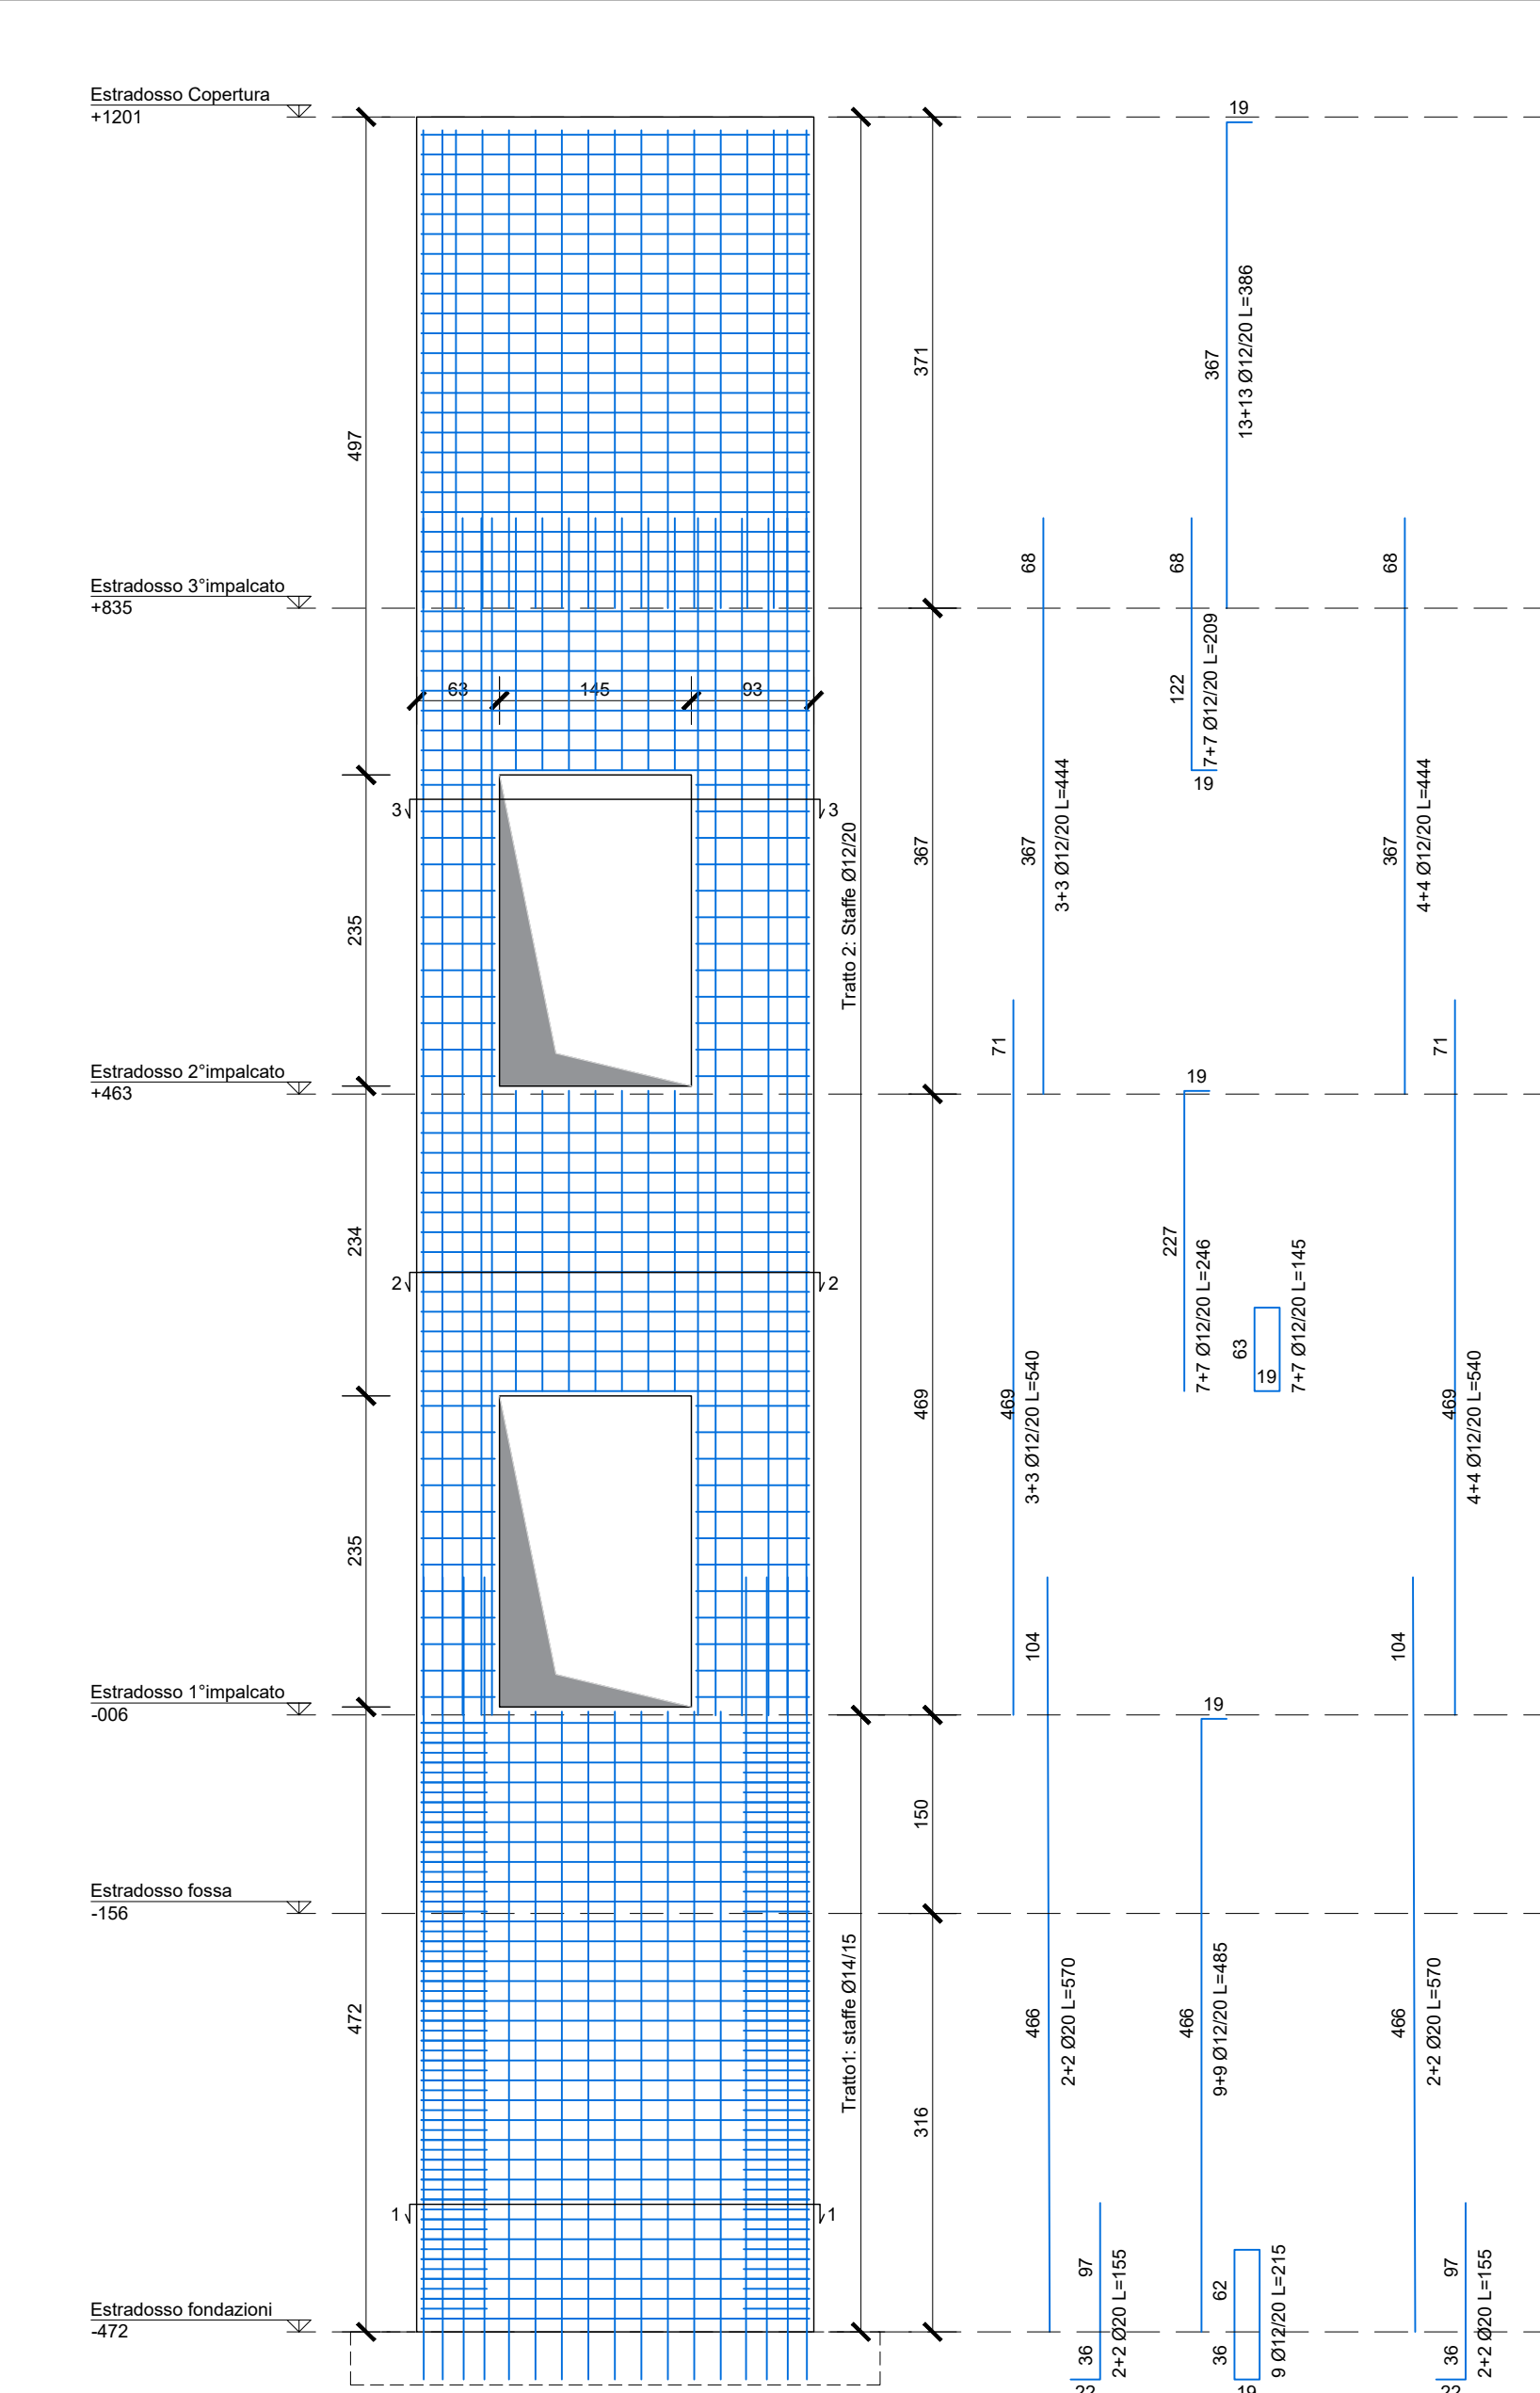 Estradosso Copertura
+1201
497
371
19
367
13+13 Ø12/20 L=386
Estradosso 3°impalcato
+835
68
68
68
63
145
93
122
7+7 Ø12/20 L=209
19
3
3
235
Tratto 2: Staffe Ø12/20
367
367
3+3 Ø12/20 L=444
367
4+4 Ø12/20 L=444
71
71
Estradosso 2°impalcato
+463
19
234
2
2
227
7+7 Ø12/20 L=246
63
19
7+7 Ø12/20 L=145
469
469
3+3 Ø12/20 L=540
469
4+4 Ø12/20 L=540
235
104
104
Estradosso 1°impalcato
-006
19
150
Estradosso fossa
-156
472
Tratto1: staffe Ø14/15
316
466
2+2 Ø20 L=570
466
9+9 Ø12/20 L=485
466
2+2 Ø20 L=570
1
1
97
36
2+2 Ø20 L=155
22
62
36
9 Ø12/20 L=215
19
97
36
2+2 Ø20 L=155
22
Estradosso fondazioni
-472